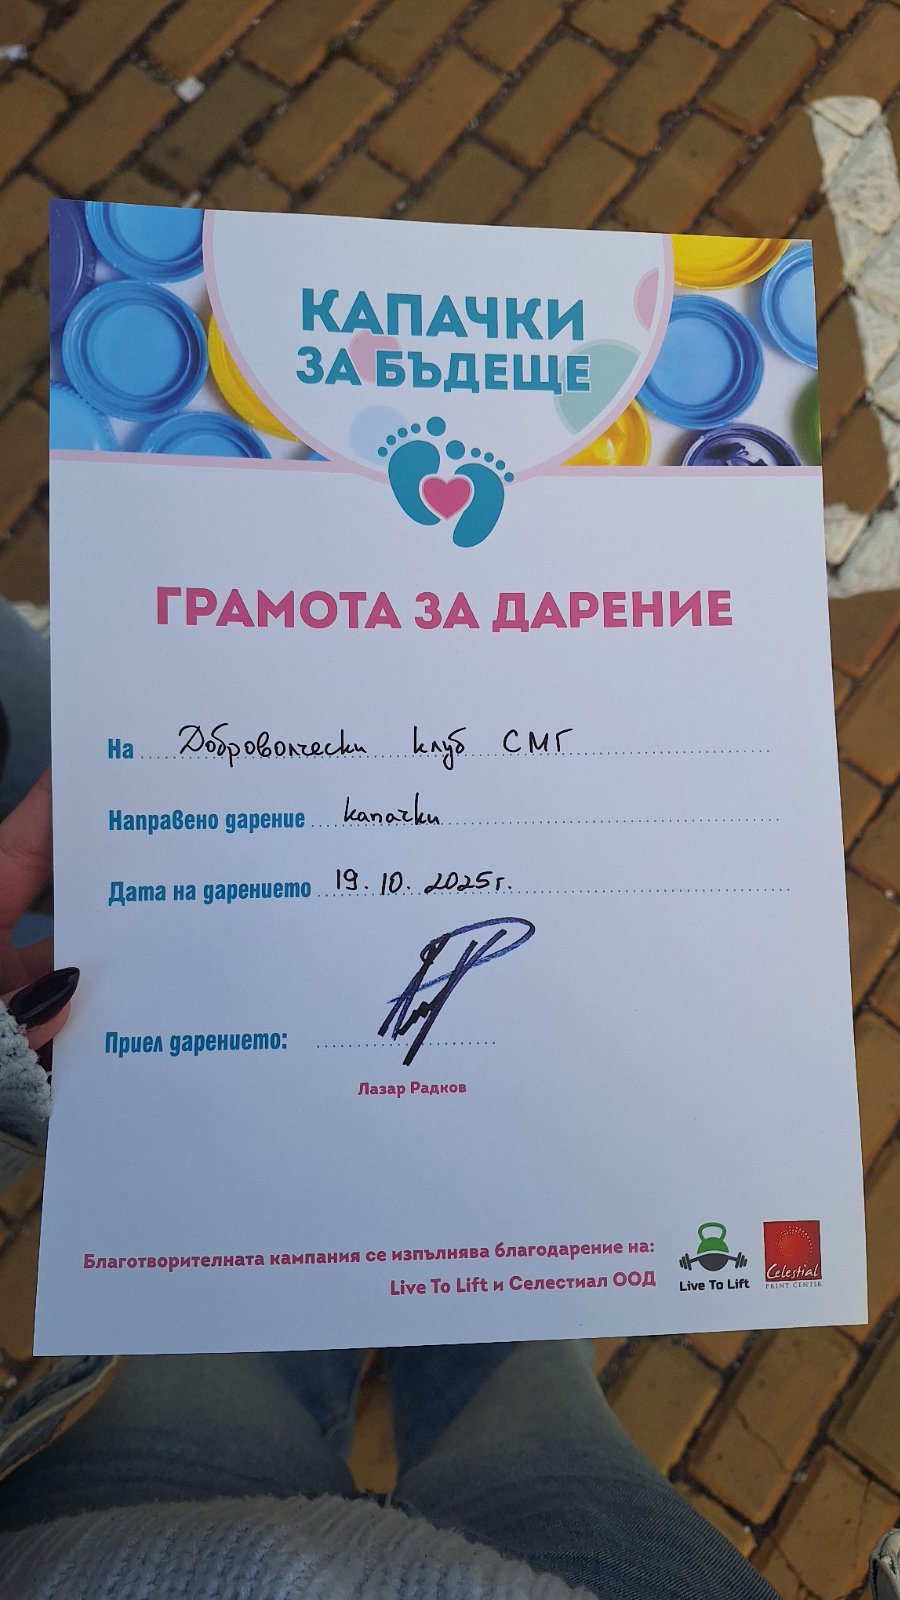 КАПАЧКИ
ЗА БЪДЕЩЕ
ГРАМОТА ЗА ДАРЕНИЕ
На Доброволчески клуб СМГ
Направено дарение капачки
Дата на дарението 19.10.2025г.
Приел дарението:
Лазар Радков
Благотворителната кампания се изпълнява благодарение на:
Live To Lift и Селестиал ООД
Live To Lift
Celestial
PRINT CENTER